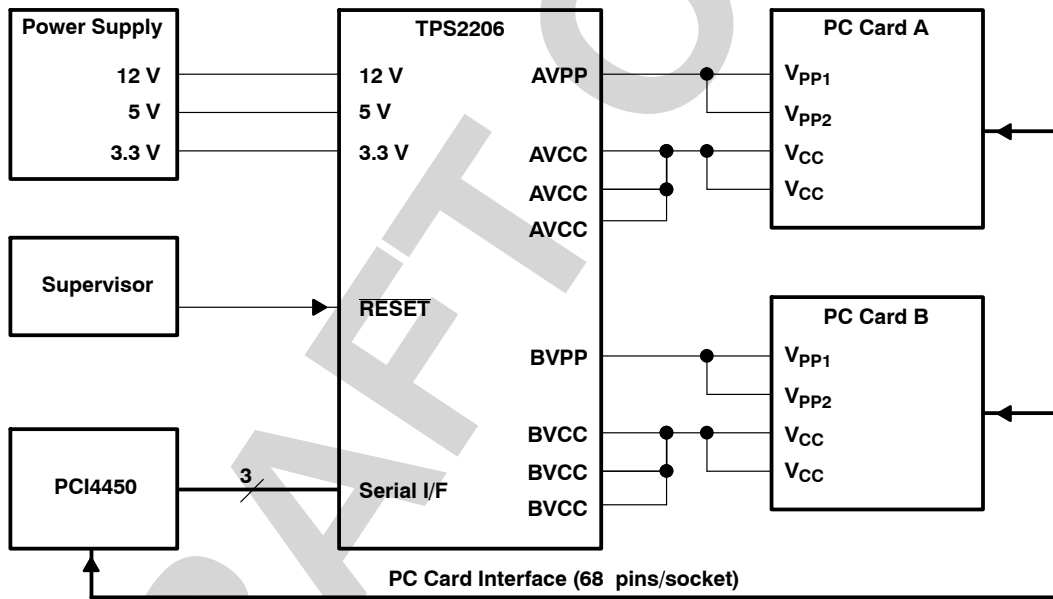 Power Supply
12 V
5 V
3.3 V
Supervisor
PCI4450
3
TPS2206
12 V
5 V
3.3 V
RESET
Serial I/F
AVPP
AVCC
AVCC
AVCC
BVPP
BVCC
BVCC
BVCC
PC Card A
VPP1
VPP2
VCC
VCC
PC Card B
VPP1
VPP2
VCC
VCC
PC Card Interface (68 pins/socket)